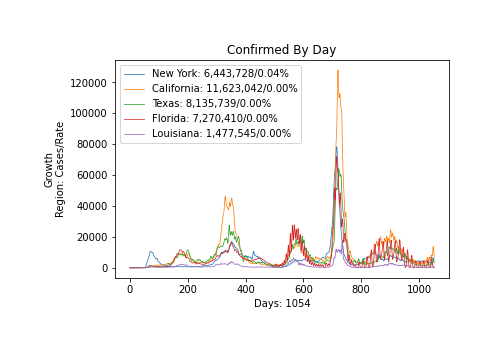 Confirmed By Day
New York: 6,443,728/0.04%
California: 11,623,042/0.00%
Texas: 8,135,739/0.00%
Florida: 7,270,410/0.00%
Louisiana: 1,477,545/0.00%
Growth
Region: Cases/Rate
120000
100000
80000
60000
40000
20000
0
0 200 400 600 800 1000
Days: 1054